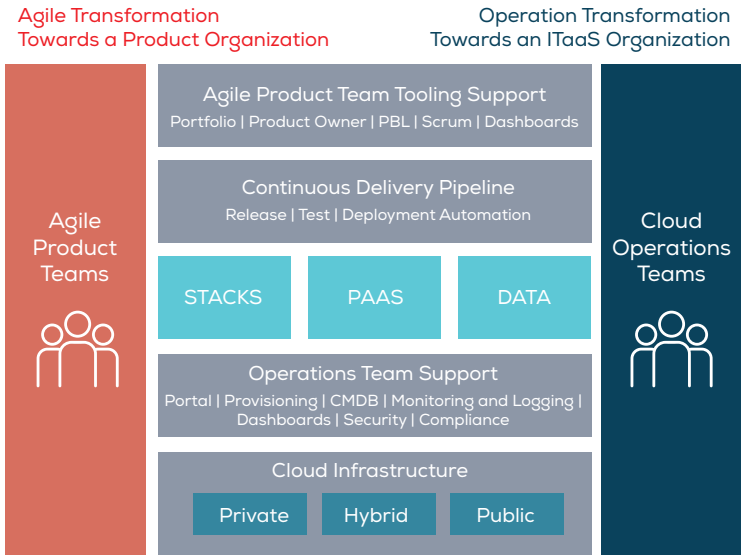 Agile Transformation
Towards a Product Organization
Operation Transformation
Towards an ITaaS Organization
Agile
Product
Teams
Agile Product Team Tooling Support
Portfolio | Product Owner | PBL | Scrum | Dashboards
Continuous Delivery Pipeline
Release | Test | Deployment Automation
STACKS
PAAS
DATA
Operations Team Support
Portal | Provisioning | CMDB | Monitoring and Logging |
Dashboards | Security | Compliance
Cloud Infrastructure
Private
Hybrid
Public
Cloud
Operations
Teams